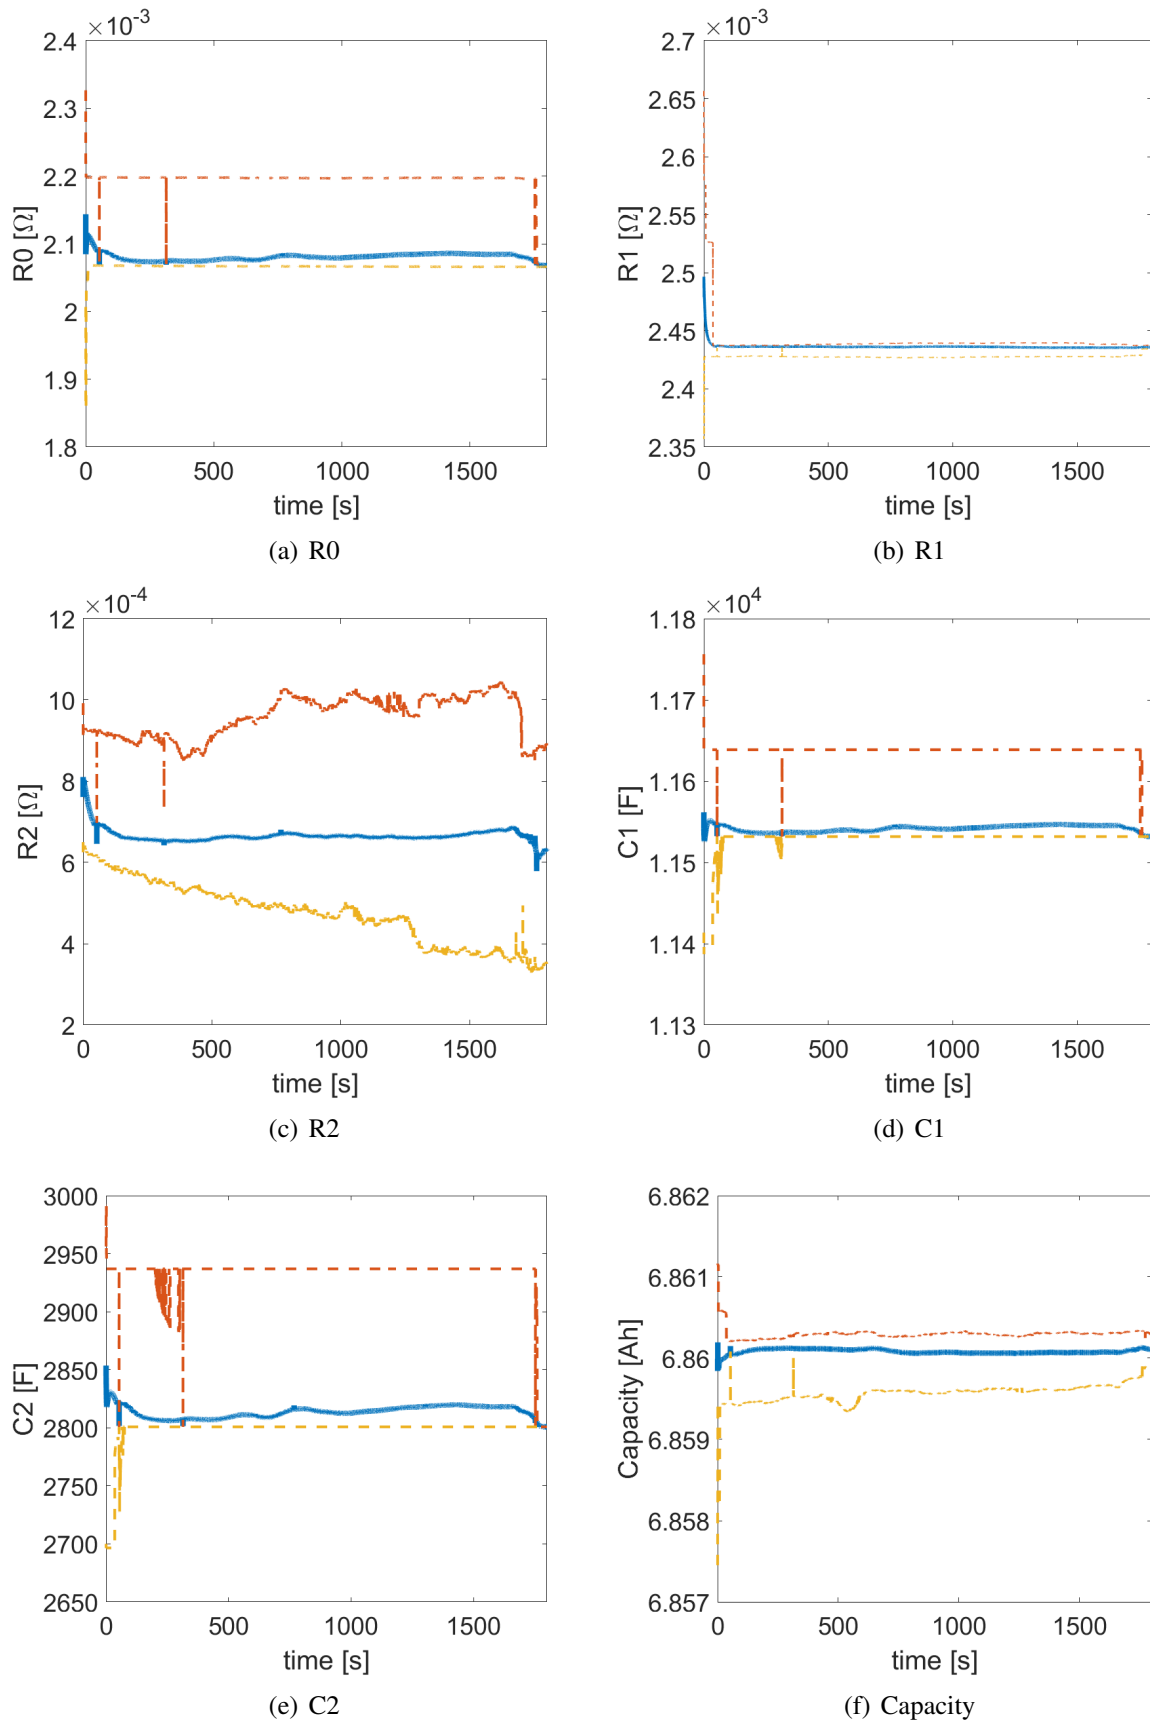 ×10-3
2.4
2.3
2.2
2.1
2
1.9
1.8
R0 [Ω]
0 500 1000 1500
time [s]
(a) R0
×10-3
2.7
2.65
2.6
2.55
2.5
2.45
2.4
2.35
R1 [Ω]
0 500 1000 1500
time [s]
(b) R1
×10-4
12
10
8
6
4
2
R2 [Ω]
0 500 1000 1500
time [s]
(c) R2
×104
1.18
1.17
1.16
1.15
1.14
1.13
C1 [F]
0 500 1000 1500
time [s]
(d) C1
3000
2950
2900
2850
2800
2750
2700
2650
C2 [F]
0 500 1000 1500
time [s]
(e) C2
6.862
6.861
6.86
6.859
6.858
6.857
Capacity [Ah]
0 500 1000 1500
time [s]
(f) Capacity